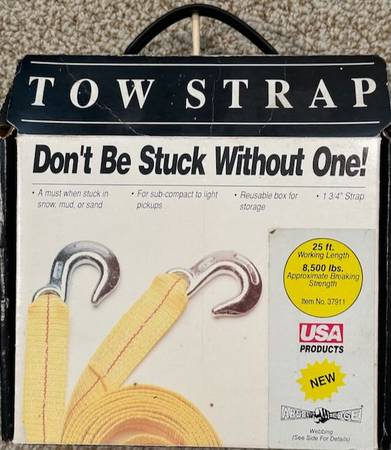 TOW STRAP
Don't Be Stuck Without One!
• A must when stuck in
snow, mud, or sand
• For sub-compact to light
pickups
• Reusable box for
storage
• 1 3/4" Strap
25 ft.
Working Length
8,500 lbs.
Approximate Breaking
Strength
Item No. 37911
USA
PRODUCTS
NEW
Webbing
(See Side For Details)